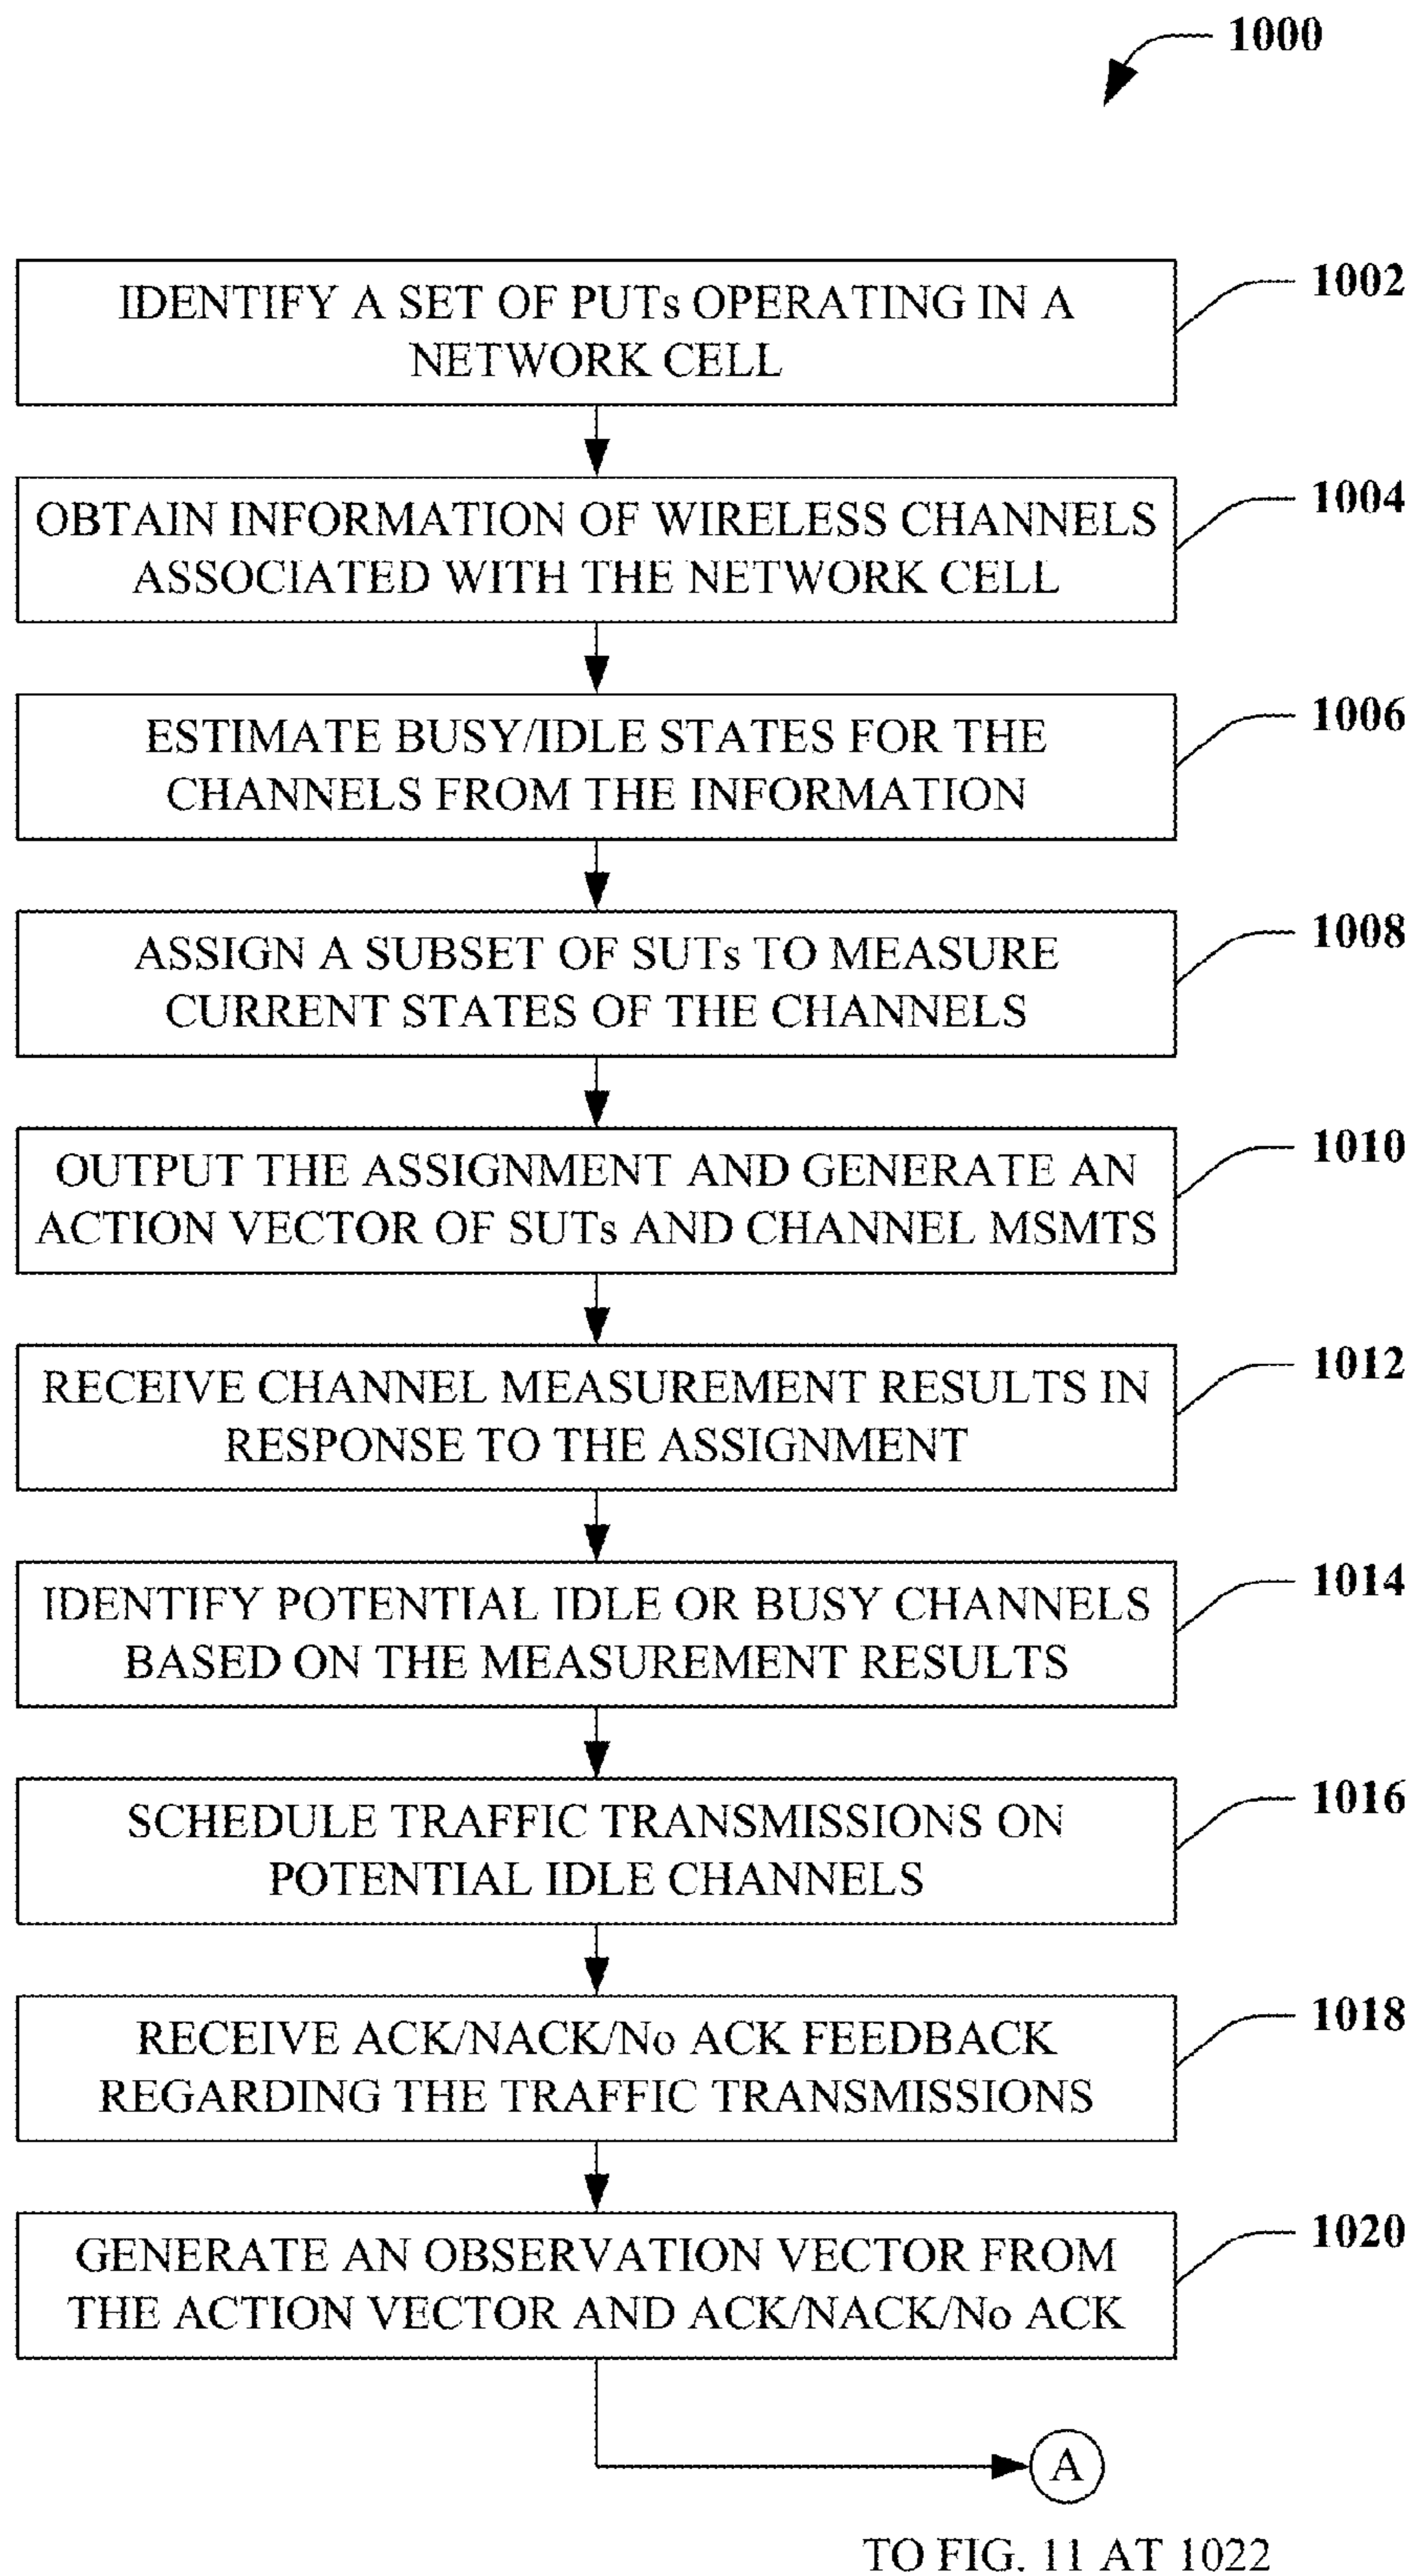 1000
IDENTIFY A SET OF PUTs OPERATING IN A
NETWORK CELL
1002
OBTAIN INFORMATION OF WIRELESS CHANNELS
ASSOCIATED WITH THE NETWORK CELL
1004
ESTIMATE BUSY/IDLE STATES FOR THE
CHANNELS FROM THE INFORMATION
1006
ASSIGN A SUBSET OF SUTs TO MEASURE
CURRENT STATES OF THE CHANNELS
1008
OUTPUT THE ASSIGNMENT AND GENERATE AN
ACTION VECTOR OF SUTs AND CHANNEL MSMTS
1010
RECEIVE CHANNEL MEASUREMENT RESULTS IN
RESPONSE TO THE ASSIGNMENT
1012
IDENTIFY POTENTIAL IDLE OR BUSY CHANNELS
BASED ON THE MEASUREMENT RESULTS
1014
SCHEDULE TRAFFIC TRANSMISSIONS ON
POTENTIAL IDLE CHANNELS
1016
RECEIVE ACK/NACK/No ACK FEEDBACK
REGARDING THE TRAFFIC TRANSMISSIONS
1018
GENERATE AN OBSERVATION VECTOR FROM
THE ACTION VECTOR AND ACK/NACK/No ACK
1020
A
TO FIG. 11 AT 1022